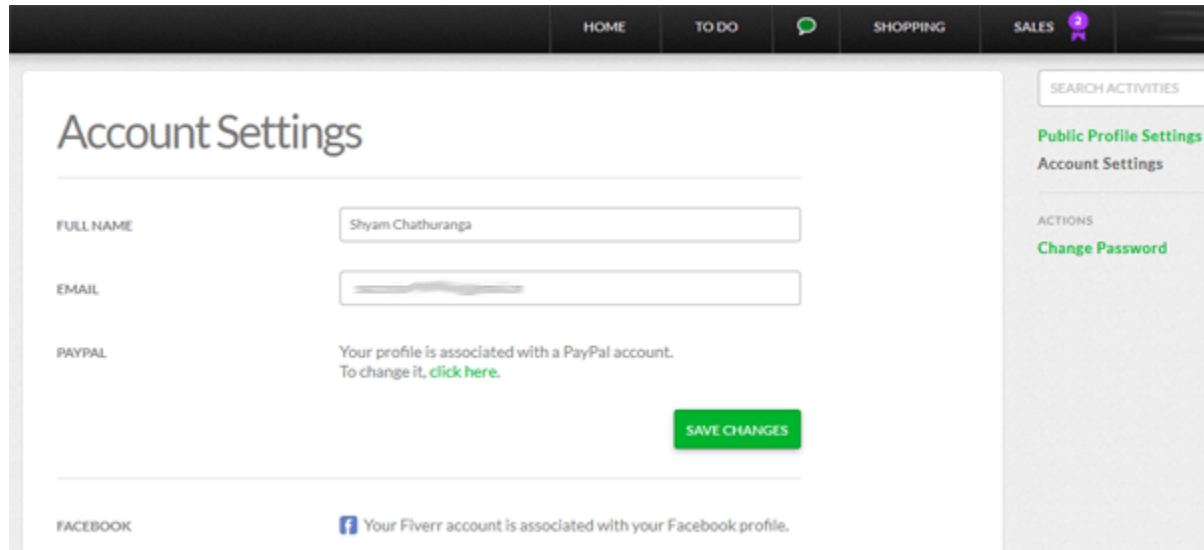 HOME TO DO SHOPPING SALES 2
SEARCH ACTIVITIES
Public Profile Settings
Account Settings
ACTIONS
Change Password
Account Settings
FULL NAME Shyam Chathuranga
EMAIL
PAYPAL Your profile is associated with a PayPal account.
To change it, click here.
SAVE CHANGES
FACEBOOK f Your Fiverr account is associated with your Facebook profile.